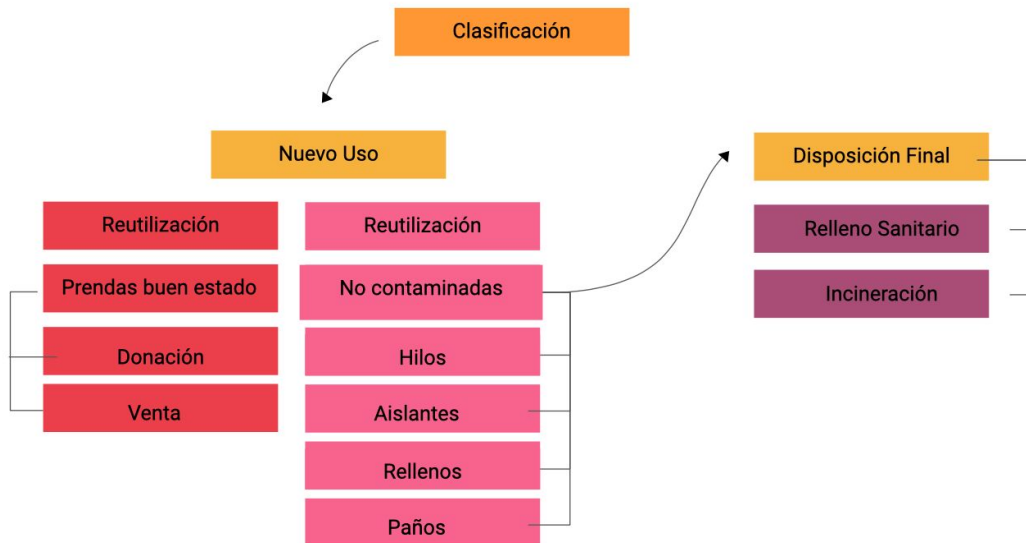 Clasificación
Nuevo Uso
Disposición Final
Reutilización
Prendas buen estado
Donación
Venta
Reutilización
No contaminadas
Hilos
Aislantes
Rellenos
Paños
Relleno Sanitario
Incineración